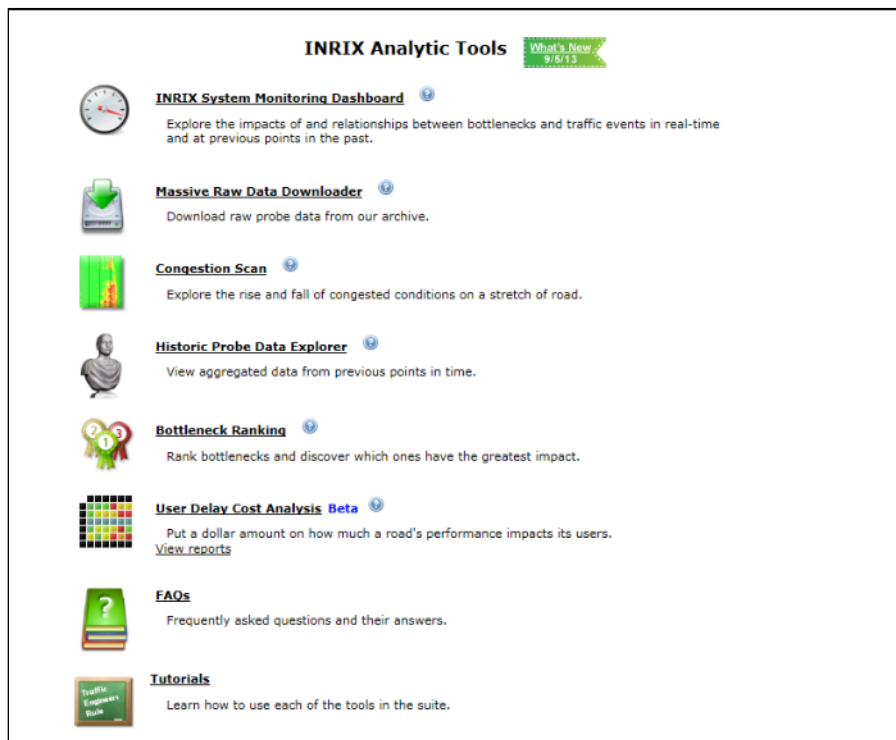 INRIX Analytic Tools
What's New
9/5/13
INRIX System Monitoring Dashboard
Explore the impacts of and relationships between bottlenecks and traffic events in real-time
and at previous points in the past.
Massive Raw Data Downloader
Download raw probe data from our archive.
Congestion Scan
Explore the rise and fall of congested conditions on a stretch of road.
Historic Probe Data Explorer
View aggregated data from previous points in time.
2 3
1
Bottleneck Ranking
Rank bottlenecks and discover which ones have the greatest impact.
User Delay Cost Analysis Beta
Put a dollar amount on how much a road's performance impacts its users.
View reports
?
FAQs
Frequently asked questions and their answers.
Traffic
Engineers
Rule
Tutorials
Learn how to use each of the tools in the suite.